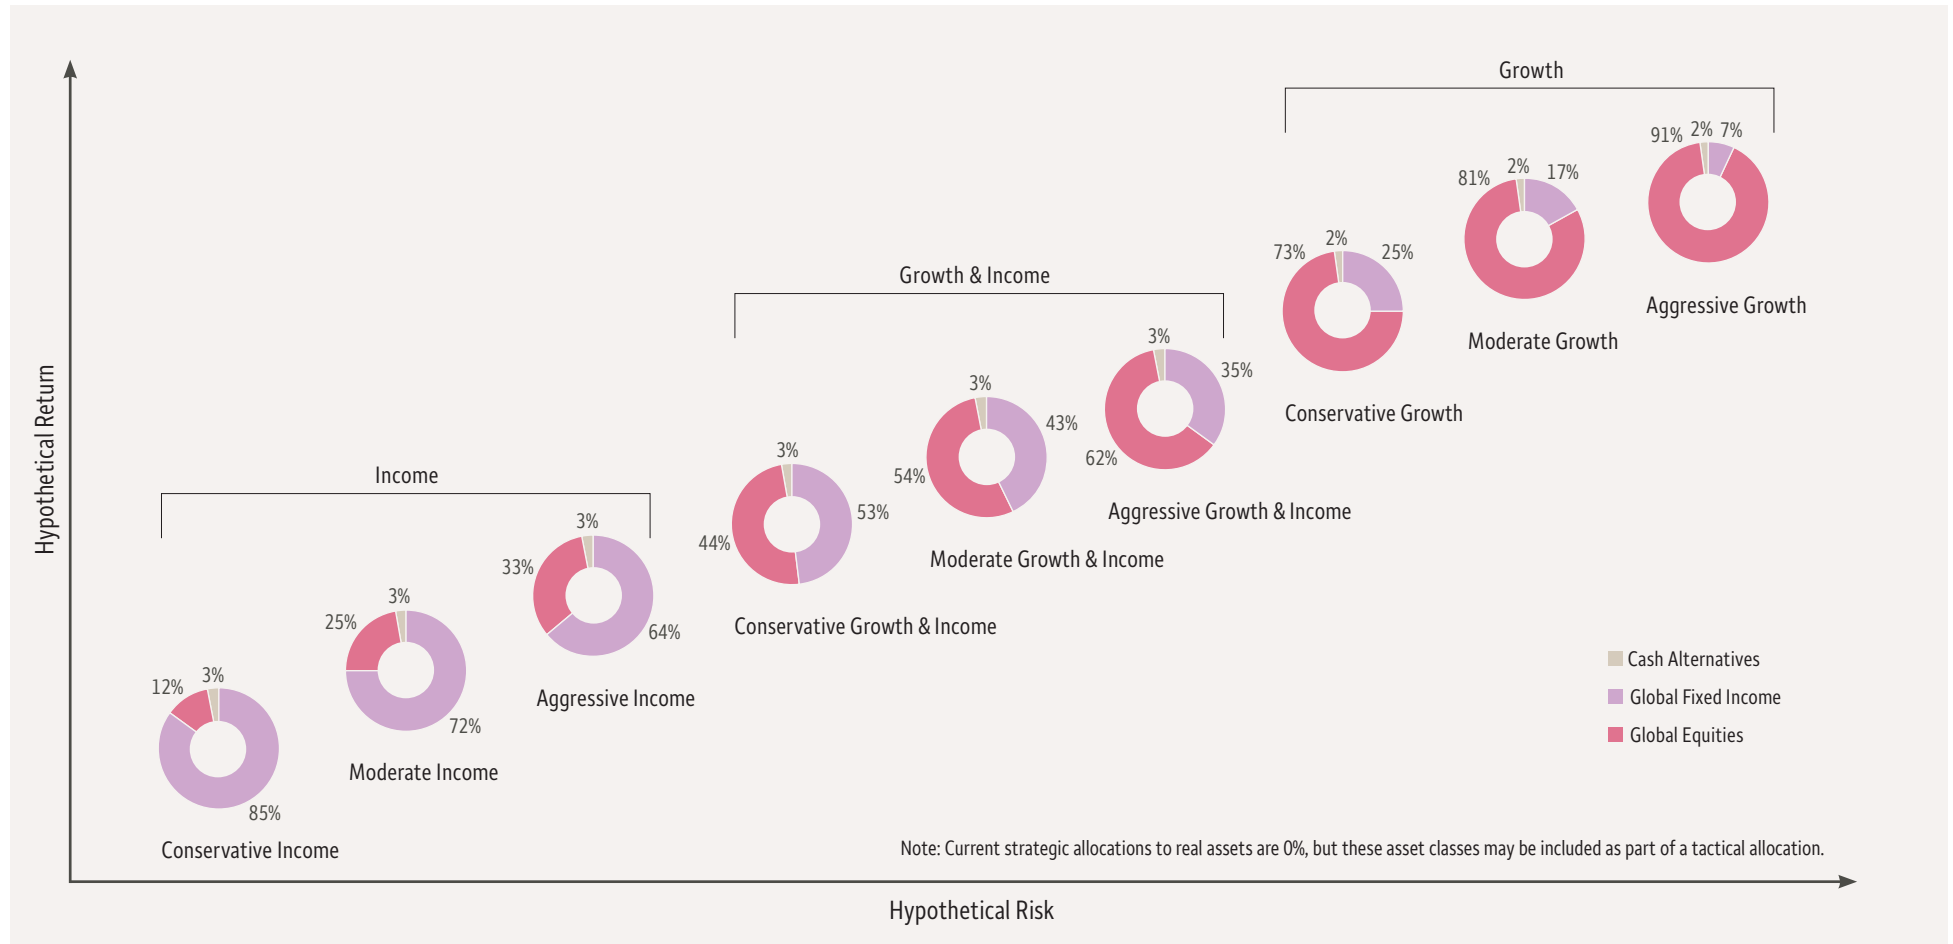 Growth
91% 2% 7%
81% 2% 17%
73% 2% 25%
Aggressive Growth
Moderate Growth
Conservative Growth
Growth & Income
3%
35%
62%
Aggressive Growth & Income
3%
43%
54%
Moderate Growth & Income
3%
53%
44%
Conservative Growth & Income
Income
3%
33%
64%
Aggressive Income
3%
25%
72%
Moderate Income
12% 3%
85%
Conservative Income
Hypothetical Return
Cash Alternatives
Global Fixed Income
Global Equities
Note: Current strategic allocations to real assets are 0%, but these asset classes may be included as part of a tactical allocation.
Hypothetical Risk